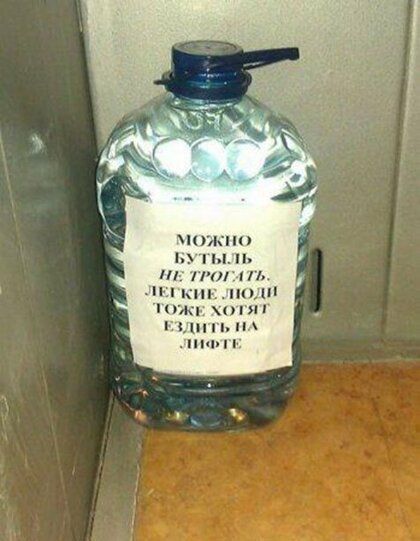 МОЖНО
БУТЫЛЬ
НЕ ТРОГАТЬ.
ЛЕГКИЕ ЛЮДИ
ТОЖЕ ХОТЯТ
ЕЗДИТЬ НА
ЛИФТЕ